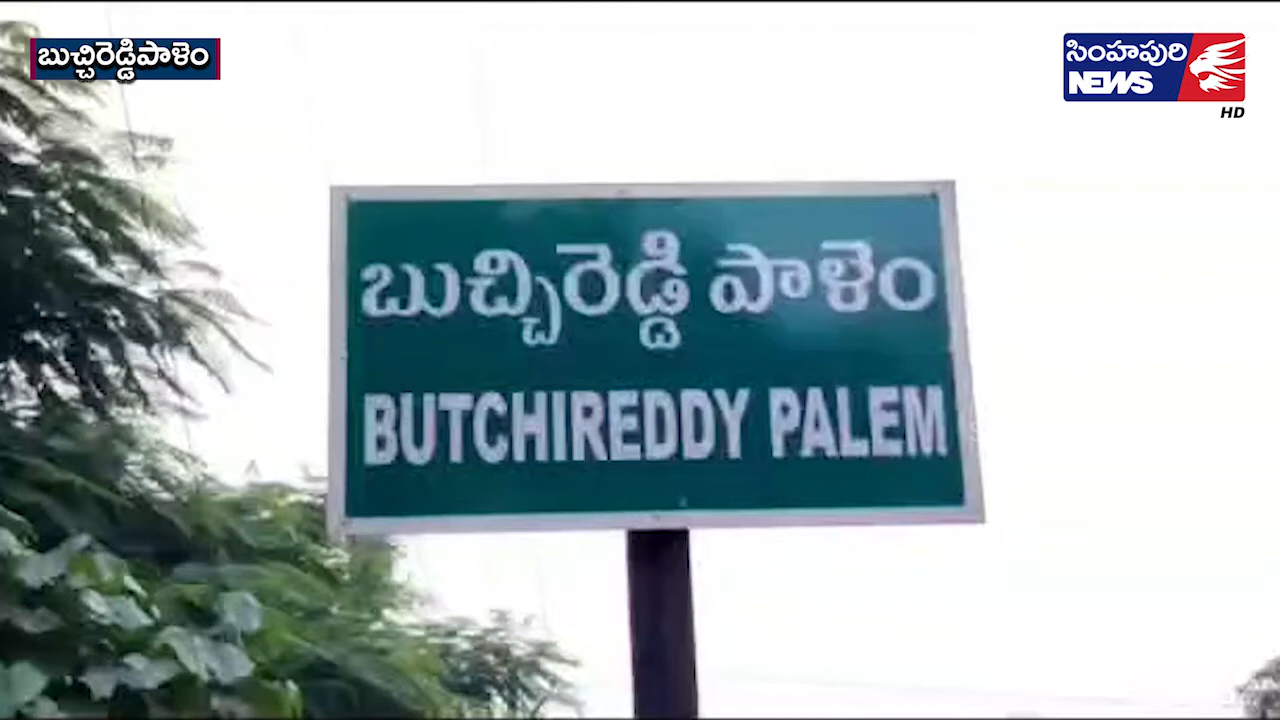 బుచ్చిరెడ్డిపాళెం
సింహపురి
NEWS
HD
బుచ్చిరెడ్డి పాళెం
BUTCHIREDDY PALEM